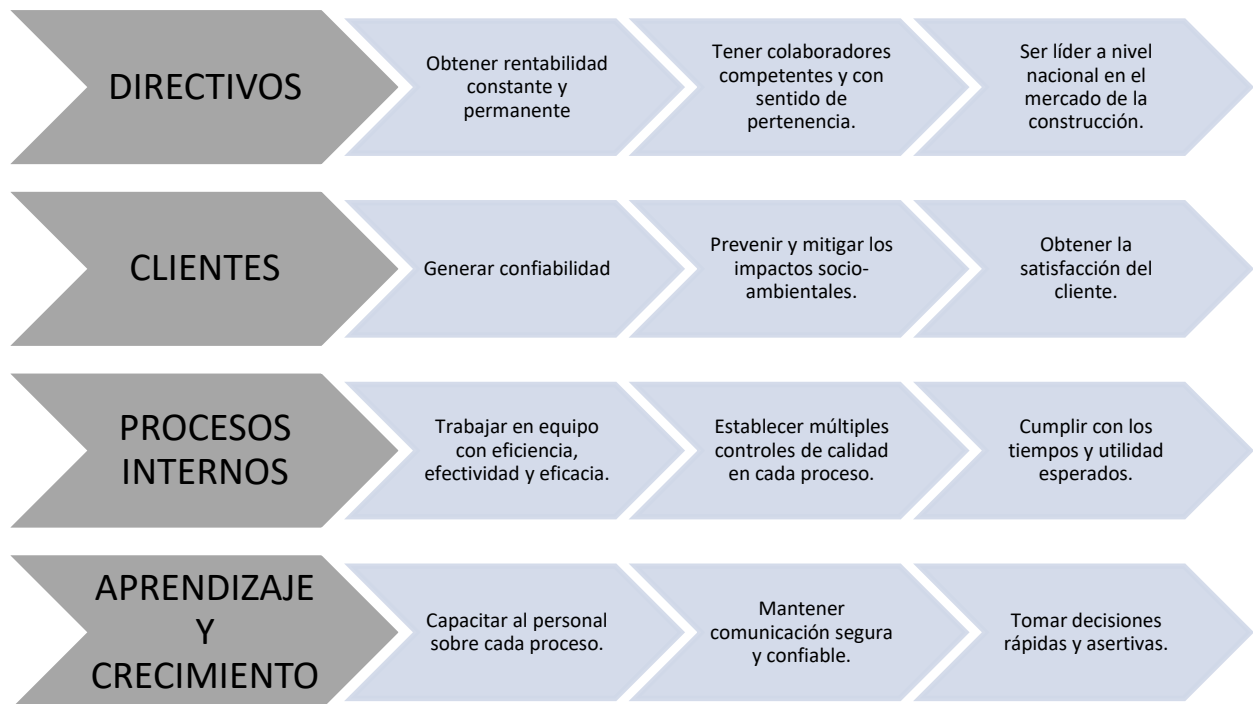 DIRECTIVOS
Obtener rentabilidad
constante y
permanente
Tener colaboradores
competentes y con
sentido de
pertenencia.
Ser líder a nivel
nacional en el
mercado de la
construcción.
CLIENTES
Generar confiabilidad
Prevenir y mitigar los
impactos socio-
ambientales.
Obtener la
satisfacción del
cliente.
PROCESOS
INTERNOS
Trabajar en equipo
con eficiencia,
efectividad y eficacia.
Establecer múltiples
controles de calidad
en cada proceso.
Cumplir con los
tiempos y utilidad
esperados.
APRENDIZAJE
Y
CRECIMIENTO
Capacitar al personal
sobre cada proceso.
Mantener
comunicación segura
y confiable.
Tomar decisiones
rápidas y asertivas.